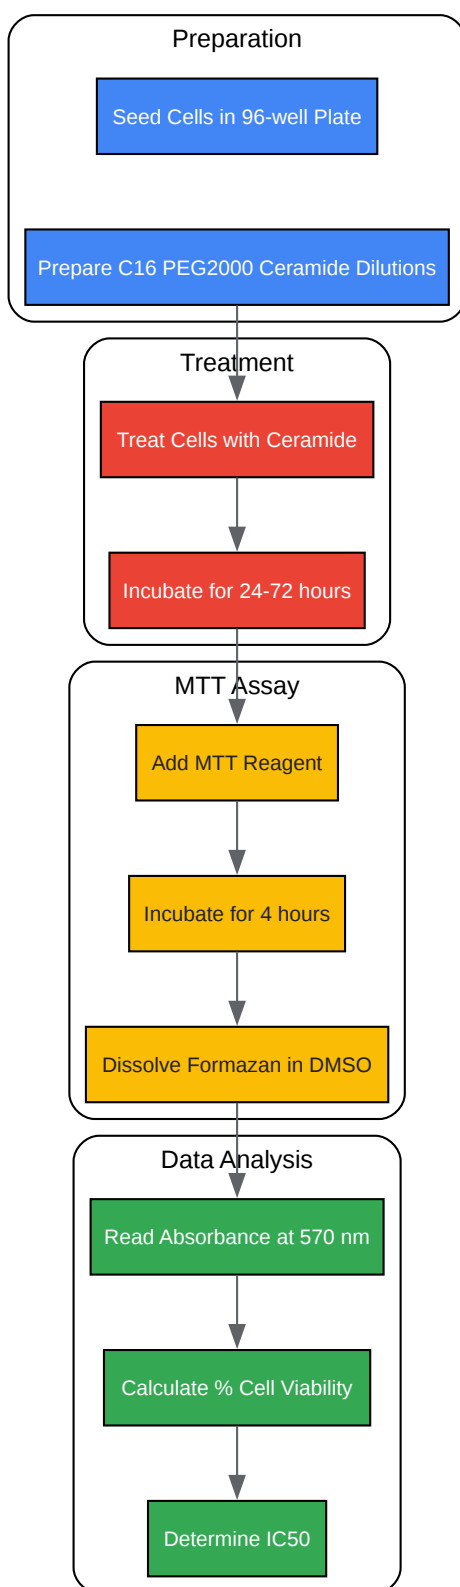 Preparation
Seed Cells in 96-well Plate
Prepare C16 PEG2000 Ceramide Dilutions
Treatment
Treat Cells with Ceramide
Incubate for 24-72 hours
MTT Assay
Add MTT Reagent
Incubate for 4 hours
Dissolve Formazan in DMSO
Data Analysis
Read Absorbance at 570 nm
Calculate % Cell Viability
Determine IC50